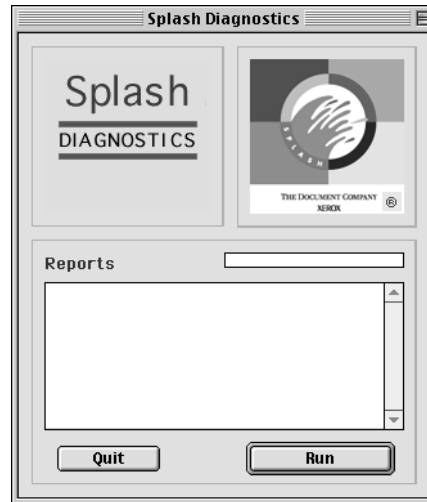 Splash Diagnostics
Splash
DIAGNOSTICS
SPLASH
THE DOCUMENT COMPANY
XEROX
®
Reports
Quit
Run